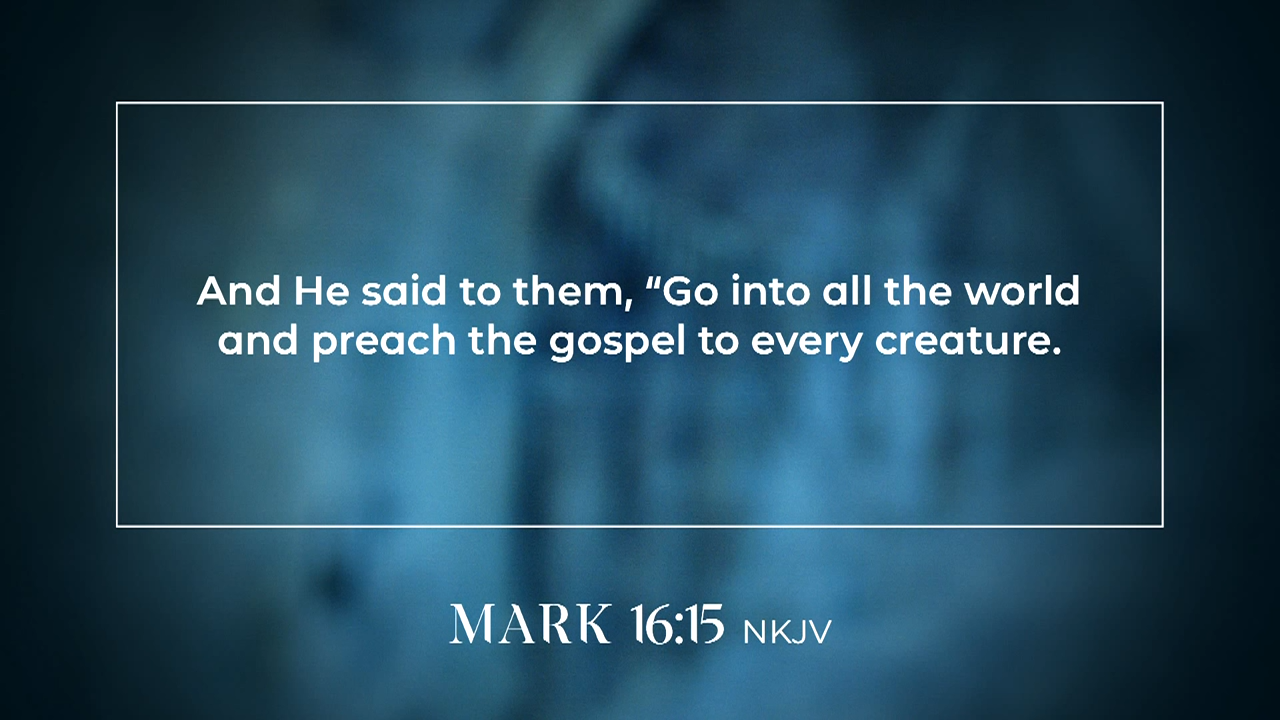 And He said to them, “Go into all the world
and preach the gospel to every creature.
MARK 16:15 NKJV